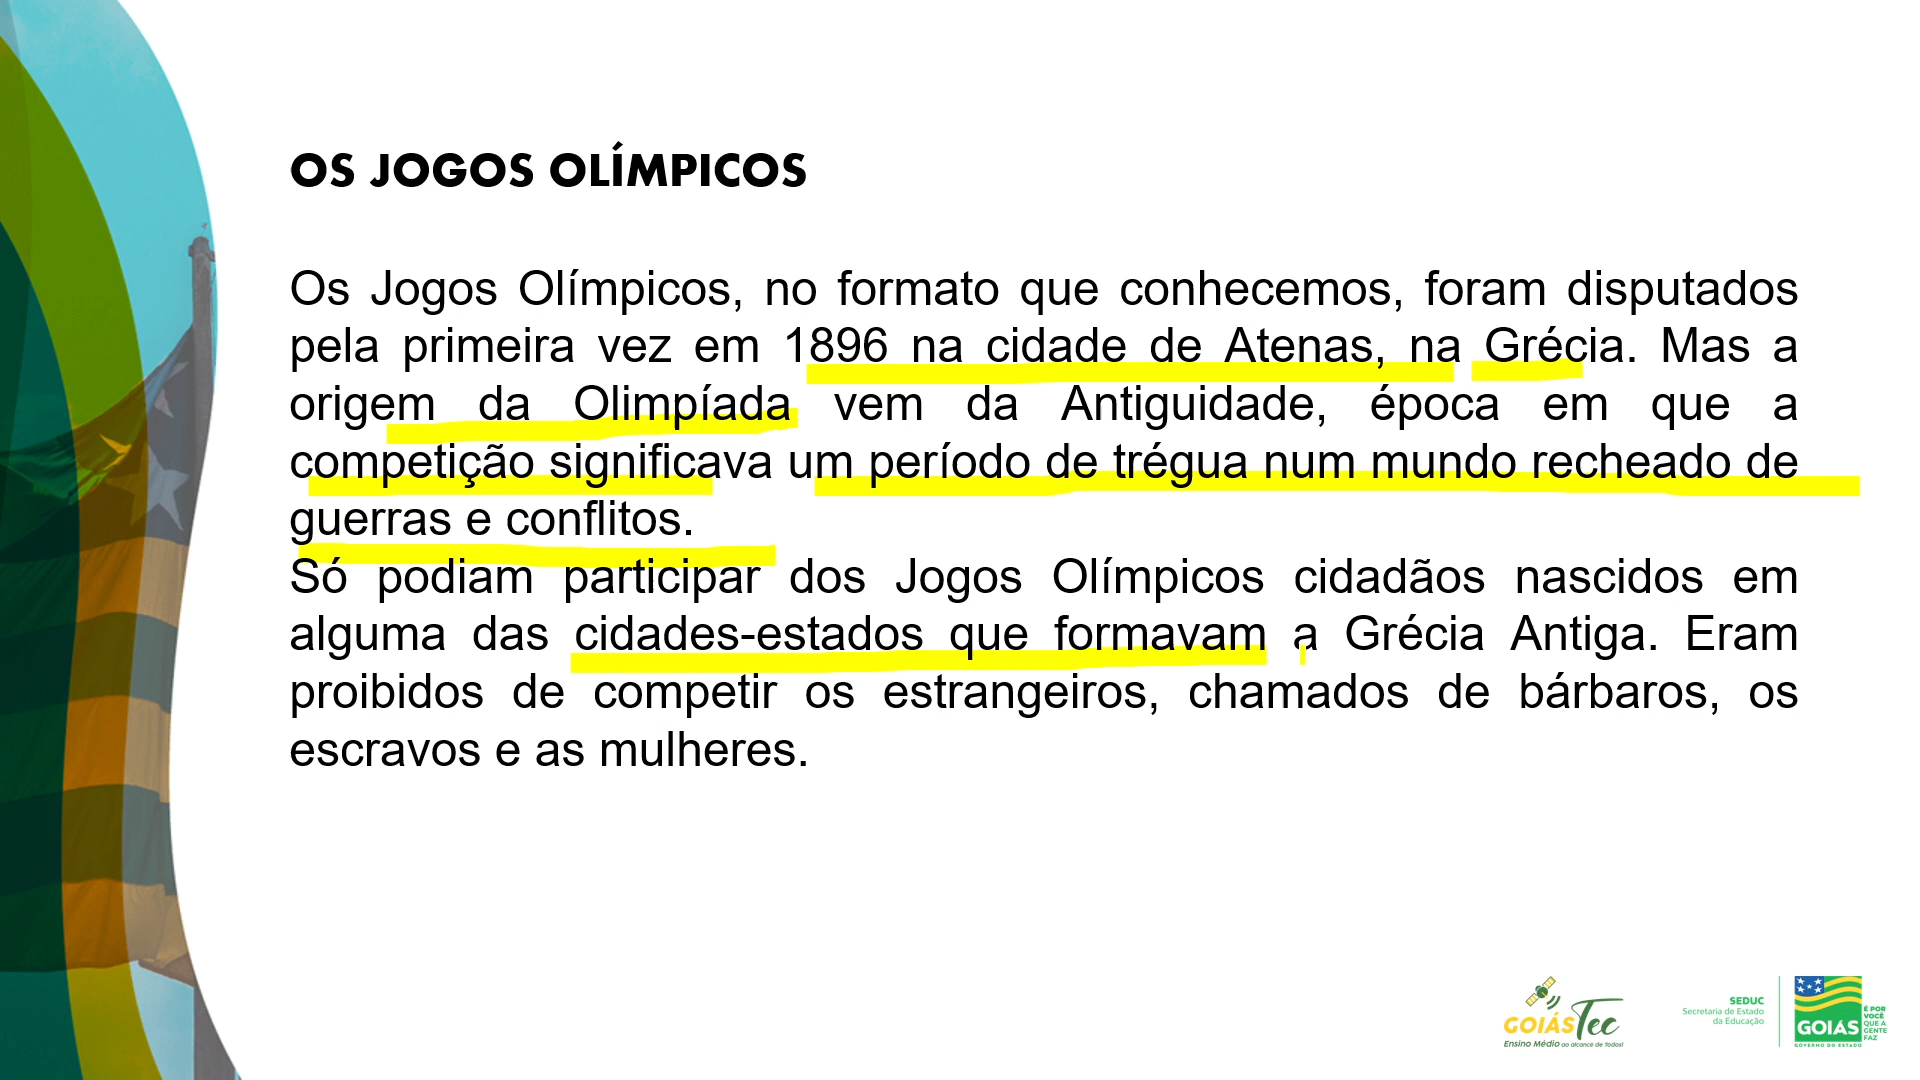 OS JOGOS OLÍMPICOS
Os Jogos Olímpicos, no formato que conhecemos, foram disputados
pela primeira vez em 1896 na cidade de Atenas, na Grécia. Mas a
origem da Olimpíada vem da Antiguidade, época em que a
competição significava um período de trégua num mundo recheado de
guerras e conflitos.
Só podiam participar dos Jogos Olímpicos cidadãos nascidos em
alguma das cidades-estados que formavam a Grécia Antiga. Eram
proibidos de competir os estrangeiros, chamados de bárbaros, os
escravos e as mulheres.
GOIÁSTec
Ensino Médio ao alcance de todos!
SEDUC
Secretaria de Estado
da Educação
GOIÁS
GOVERNO DO ESTADO
É POR
VOCÊ
QUE A
GENTE
FAZ